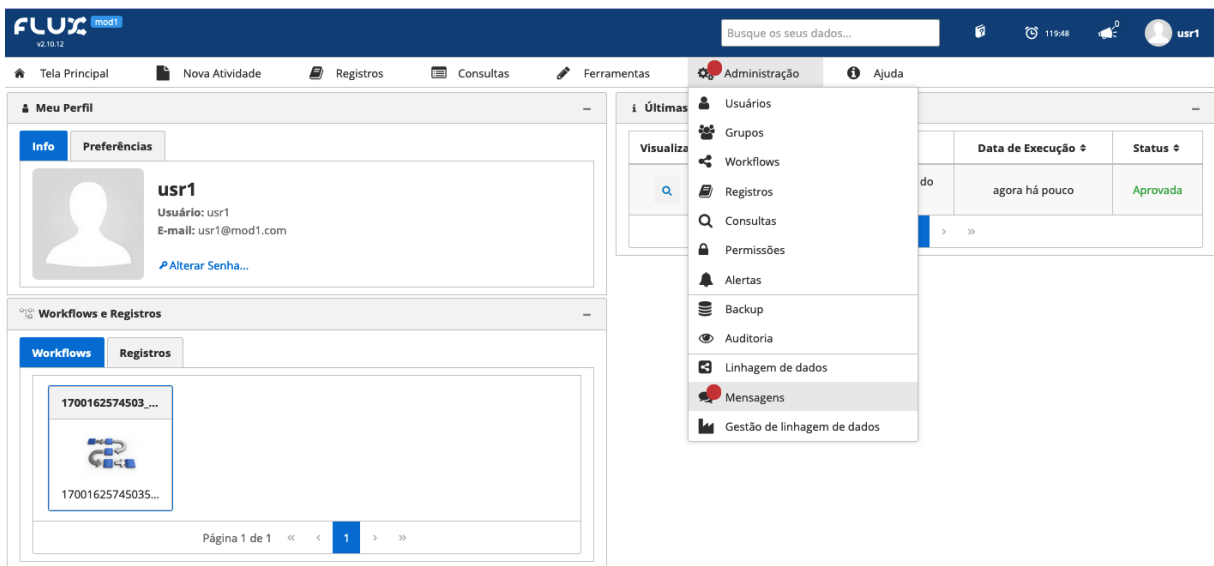 FLUX mod1
v2.10.12
Busque os seus dados...
119:48
0
usr1
Tela Principal
Nova Atividade
Registros
Consultas
Ferramentas
Administração
Ajuda
Meu Perfil
Info
Preferências
usr1
Usuário: usr1
E-mail: usr1@mod1.com
Alterar Senha...
Workflows e Registros
Workflows
Registros
1700162574503_...
17001625745035...
Página 1 de 1 « ‹ 1 › »
Usuários
Grupos
Workflows
Registros
Consultas
Permissões
Alertas
Backup
Auditoria
Linhagem de dados
Mensagens
Gestão de linhagem de dados
Últimas
Visualiza
Data de Execução
Status
do
agora há pouco
Aprovada
› »